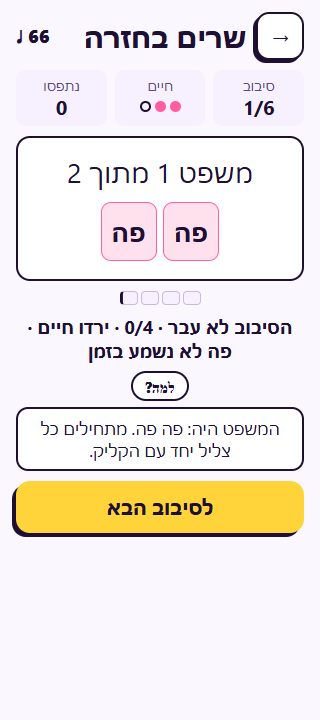 →
שרים בחזרה
♩ 66
סיבוב
1/6
חיים
נתפסו
0
משפט 1 מתוך 2
פה
פה
הסיבוב לא עבר · 0/4 · ירדו חיים ·
פה לא נשמע בזמן
למה?
המשפט היה: פה פה. מתחילים כל
צליל יחד עם הקליק.
לסיבוב הבא